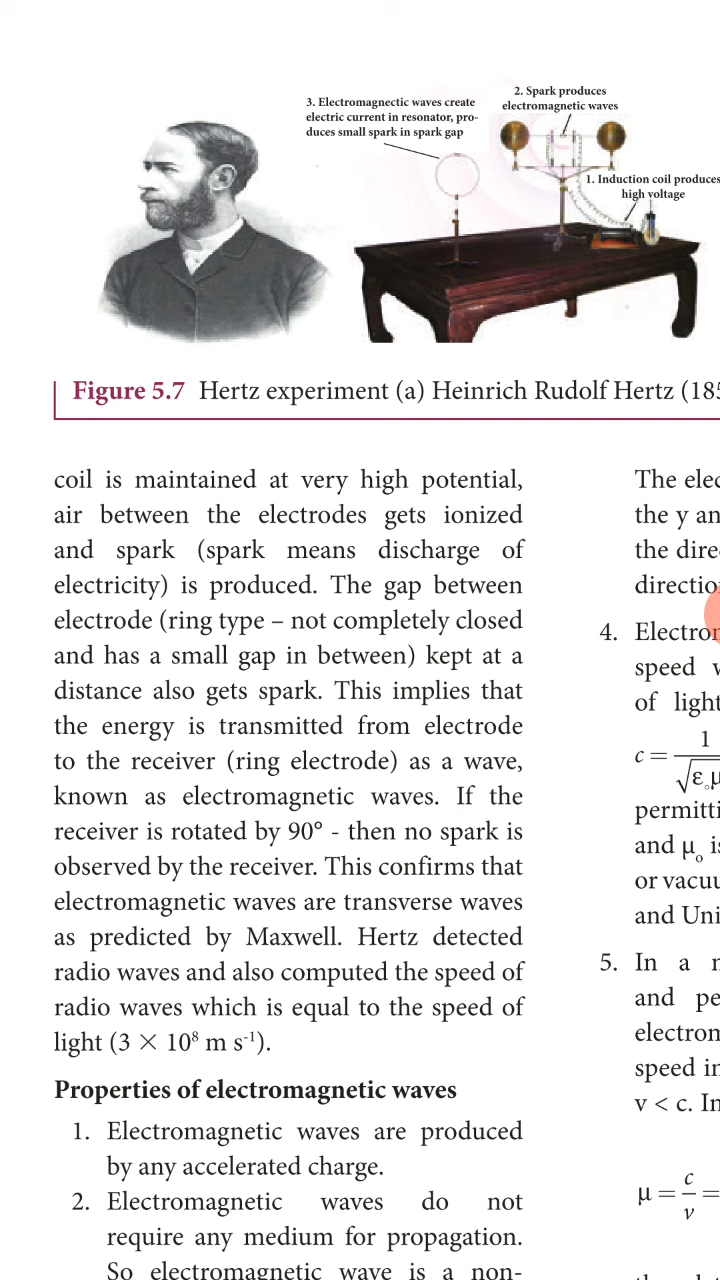 3. Electromagnectic waves create
electric current in resonator, pro-
duces small spark in spark gap
2. Spark produces
electromagnetic waves
1. Induction coil produces
high voltage
Figure 5.7 Hertz experiment (a) Heinrich Rudolf Hertz (185
coil is maintained at very high potential,
air between the electrodes gets ionized
and spark (spark means discharge of
electricity) is produced. The gap between
electrode (ring type – not completely closed
and has a small gap in between) kept at a
distance also gets spark. This implies that
the energy is transmitted from electrode
to the receiver (ring electrode) as a wave,
known as electromagnetic waves. If the
receiver is rotated by 90° - then no spark is
observed by the receiver. This confirms that
electromagnetic waves are transverse waves
as predicted by Maxwell. Hertz detected
radio waves and also computed the speed of
radio waves which is equal to the speed of
light (3 × 10⁸ m s⁻¹).
Properties of electromagnetic waves
1. Electromagnetic waves are produced
by any accelerated charge.
2. Electromagnetic waves do not
require any medium for propagation.
So electromagnetic wave is a non-
The elec
the y an
the dire
directio
4. Electron
speed w
of light
c = 1/√ε₀μ
permitti
and μ₀ is
or vacuu
and Uni
5. In a m
and pe
electrom
speed in
v < c. In
μ = c/v =